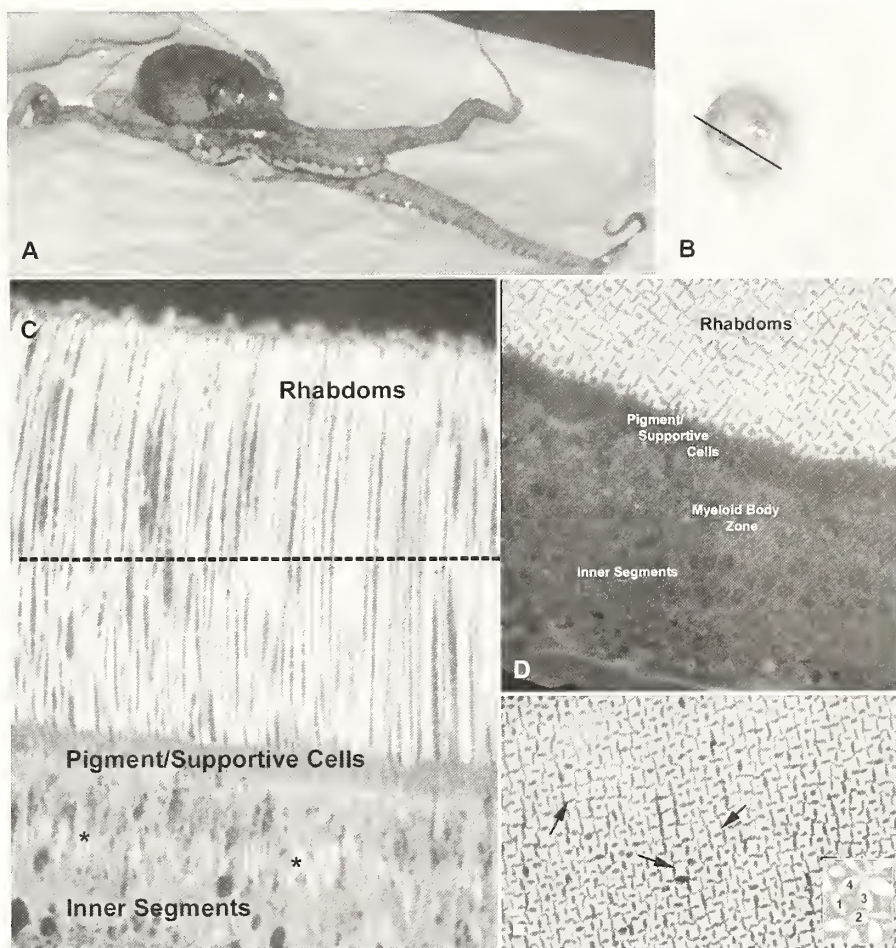 A
B
C
Rhabdoms
Pigment/Supportive Cells
*
*
Inner Segments
Rhabdoms
Pigment/
Supportive
Cells
Myeloid Body
Zone
Inner Segments
D
4
1 3
2